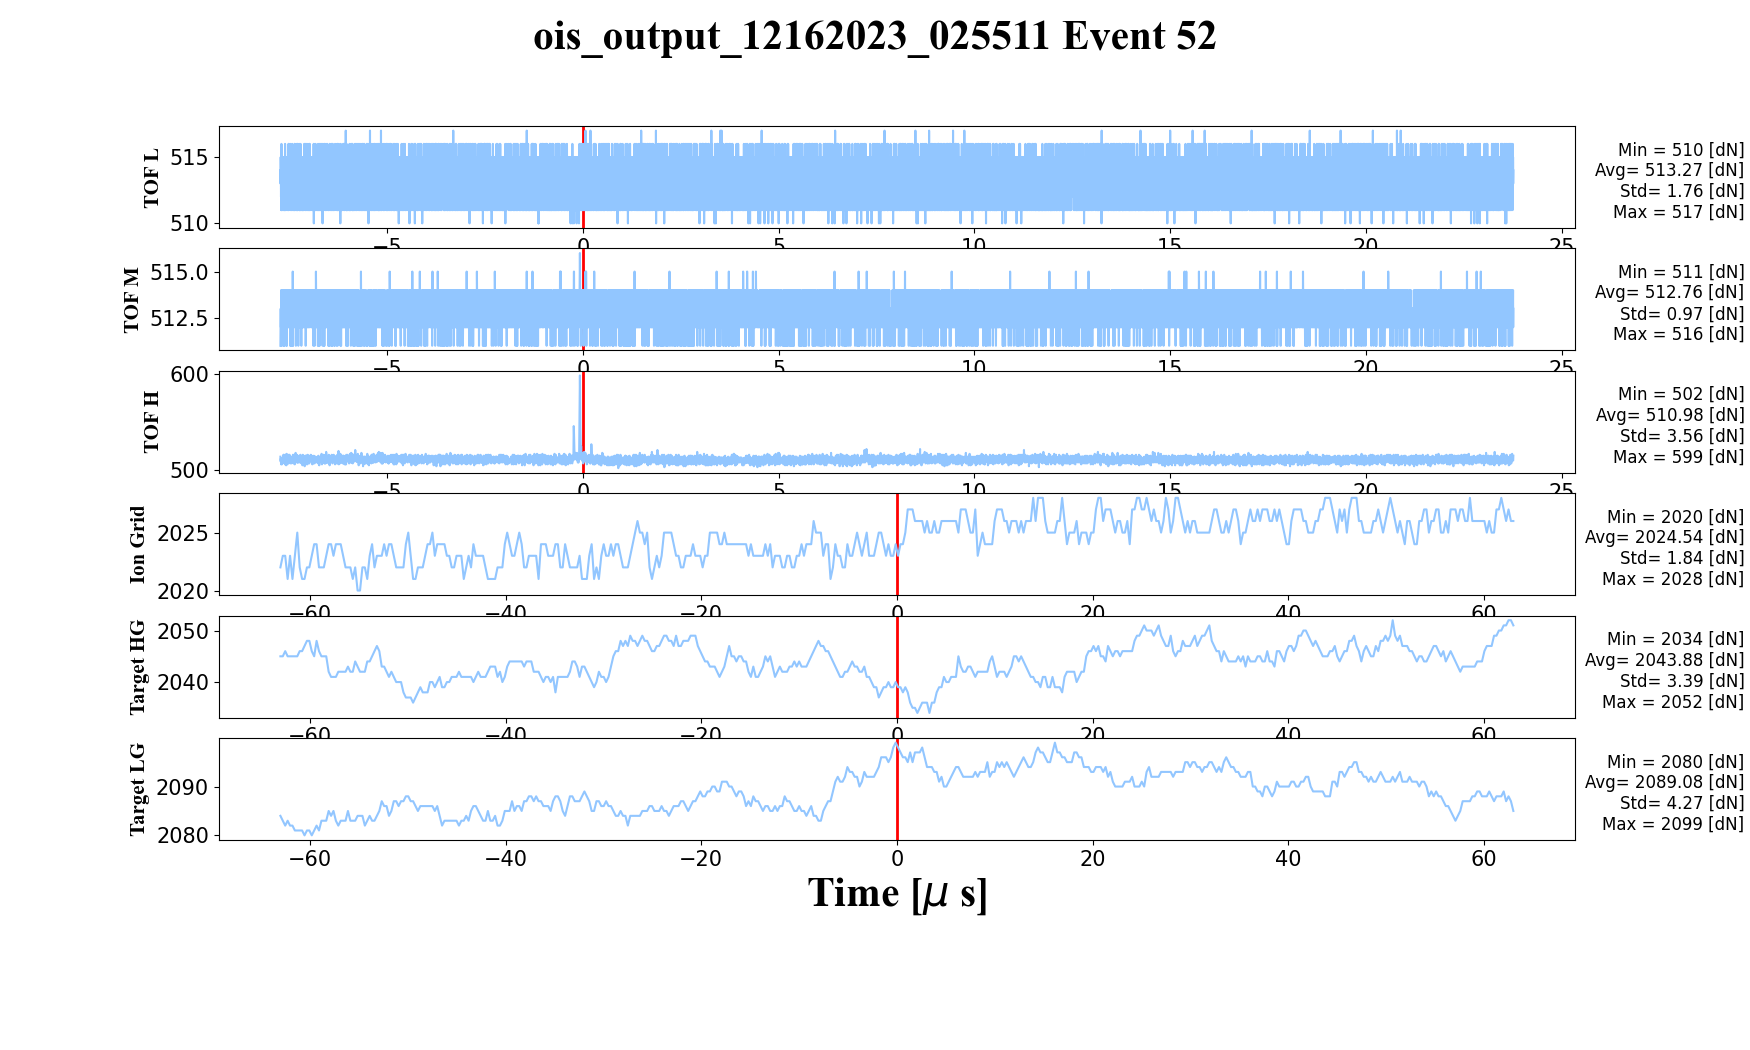 ois_output_12162023_025511 Event 52
TOF L
515
510
−5
0
5
10
15
20
25
Min = 510 [dN]
Avg= 513.27 [dN]
Std= 1.76 [dN]
Max = 517 [dN]
TOF M
515.0
512.5
−5
0
5
10
15
20
25
Min = 511 [dN]
Avg= 512.76 [dN]
Std= 0.97 [dN]
Max = 516 [dN]
TOF H
600
500
−5
0
5
10
15
20
25
Min = 502 [dN]
Avg= 510.98 [dN]
Std= 3.56 [dN]
Max = 599 [dN]
Ion Grid
2025
2020
−60
−40
−20
0
20
40
60
Min = 2020 [dN]
Avg= 2024.54 [dN]
Std= 1.84 [dN]
Max = 2028 [dN]
Target HG
2050
2040
−60
−40
−20
0
20
40
60
Min = 2034 [dN]
Avg= 2043.88 [dN]
Std= 3.39 [dN]
Max = 2052 [dN]
Target LG
2090
2080
−60
−40
−20
0
20
40
60
Min = 2080 [dN]
Avg= 2089.08 [dN]
Std= 4.27 [dN]
Max = 2099 [dN]
Time [μ s]